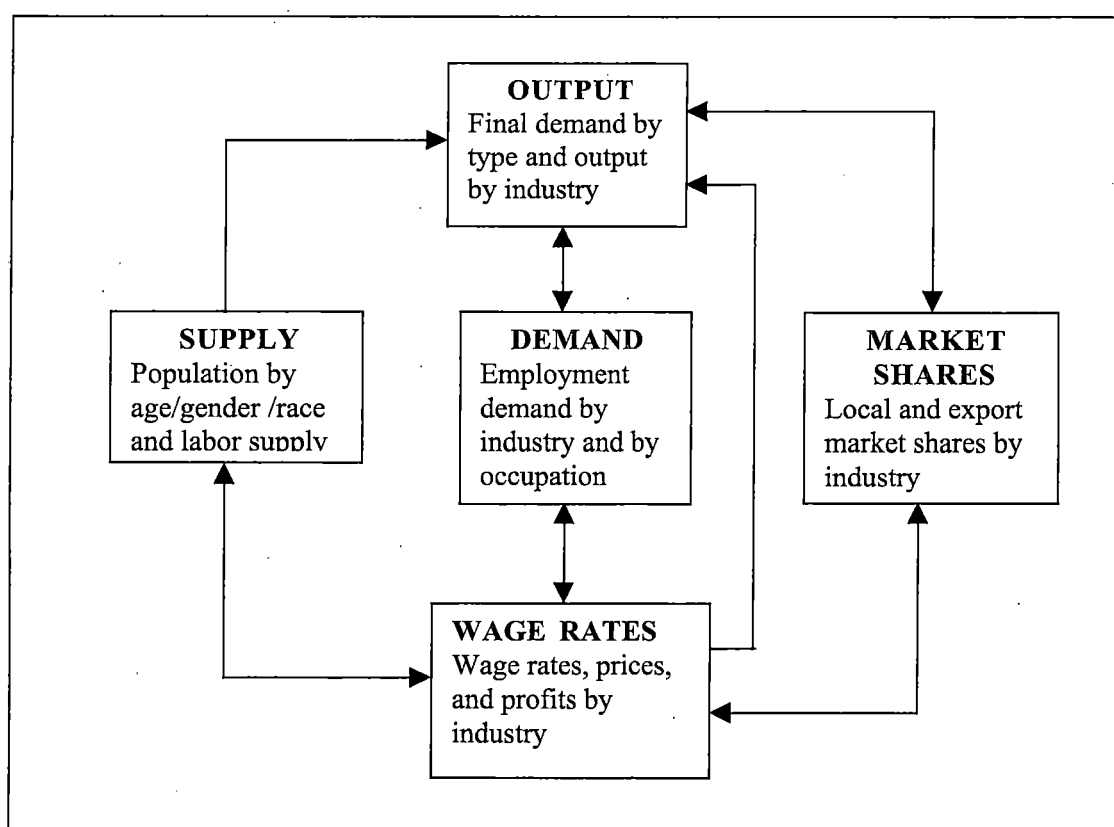 OUTPUT
Final demand by
type and output
by industry
SUPPLY
Population by
age/gender /race
and labor supply
DEMAND
Employment
demand by
industry and by
occupation
MARKET
SHARES
Local and export
market shares by
industry
WAGE RATES
Wage rates, prices,
and profits by
industry